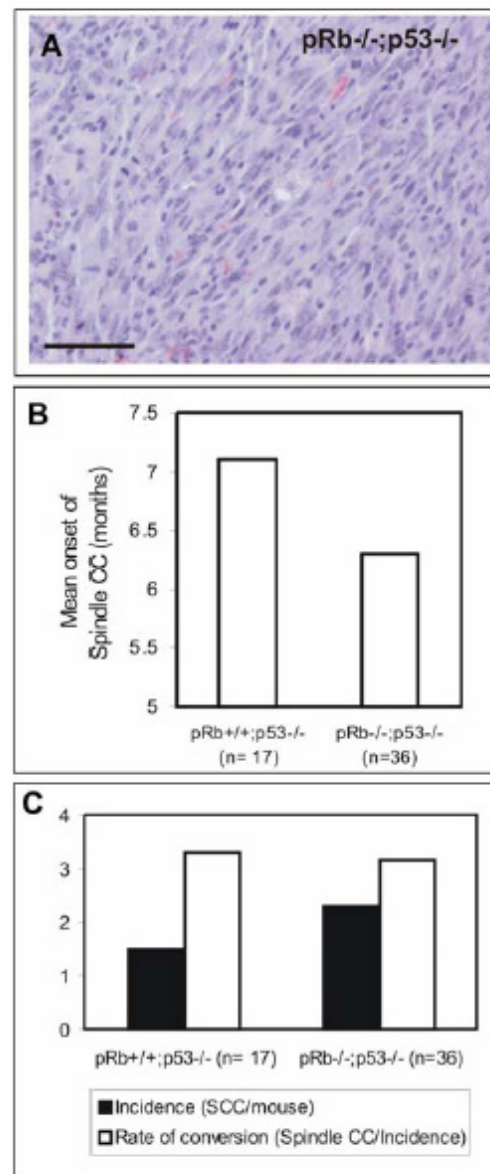 A
pRb-/-;p53-/-
B
Mean onset of
Spindle CC (months)
7.5
7
6.5
6
5.5
5
pRb+/+;p53-/-
(n= 17)
pRb-/-;p53-/-
(n=36)
C
4
3
2
1
0
pRb+/+;p53-/- (n= 17)
pRb-/-;p53-/- (n=36)
Incidence (SCC/mouse)
Rate of conversion (Spindle CC/Incidence)